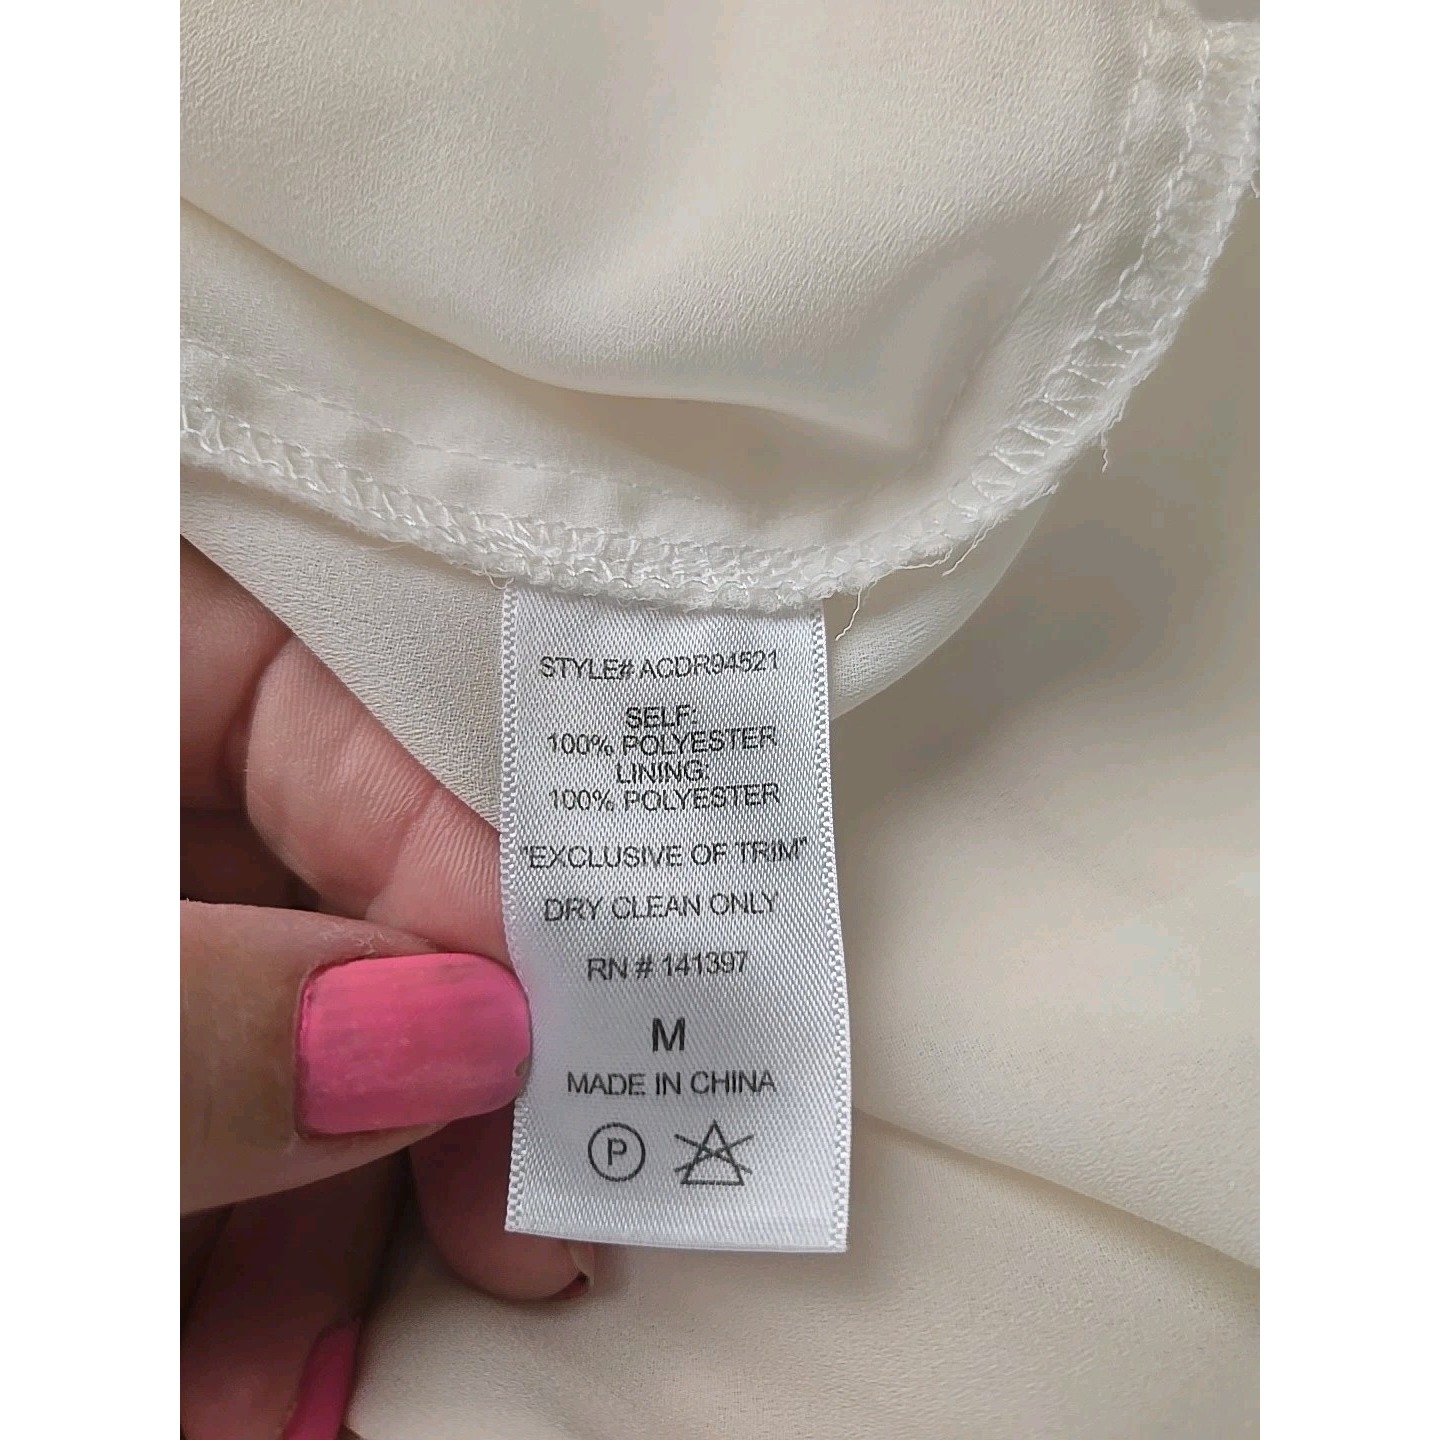 STYLE# ACDR94521
SELF:
100% POLYESTER
LINING:
100% POLYESTER
"EXCLUSIVE OF TRIM"
DRY CLEAN ONLY
RN # 141397
M
MADE IN CHINA
P